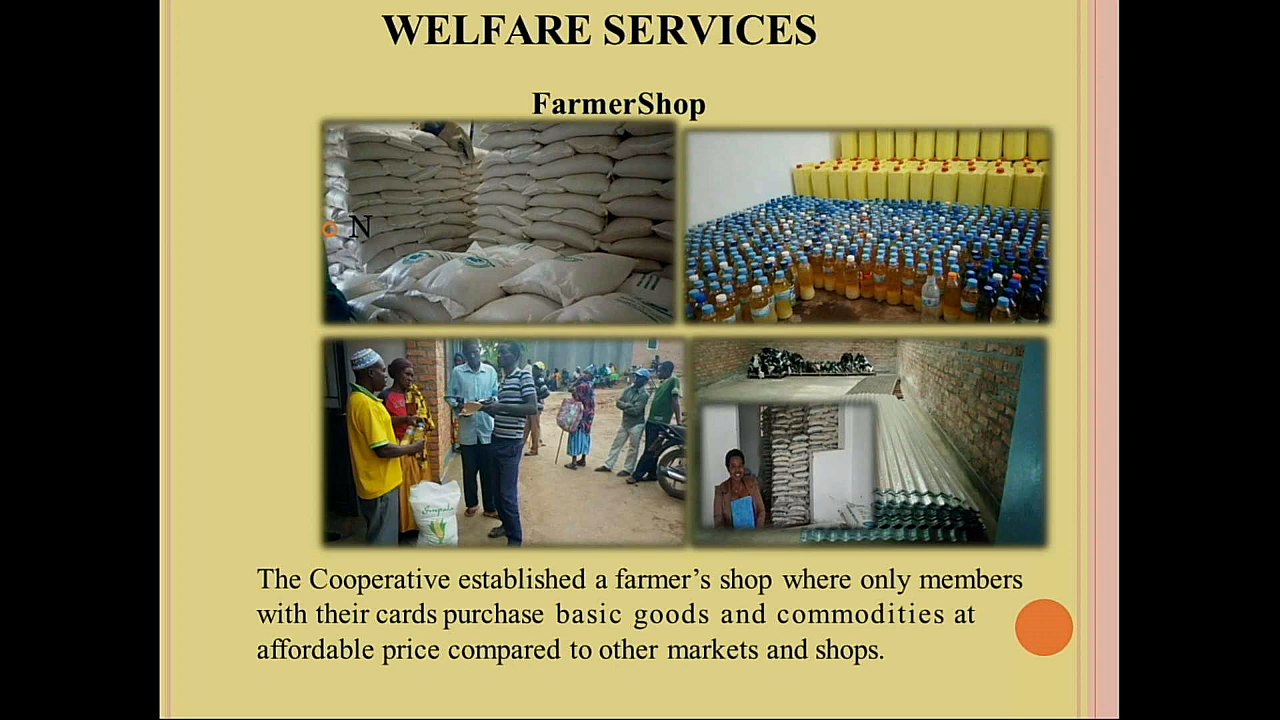 WELFARE SERVICES
FarmerShop
N
The Cooperative established a farmer’s shop where only members
with their cards purchase basic goods and commodities at
affordable price compared to other markets and shops.